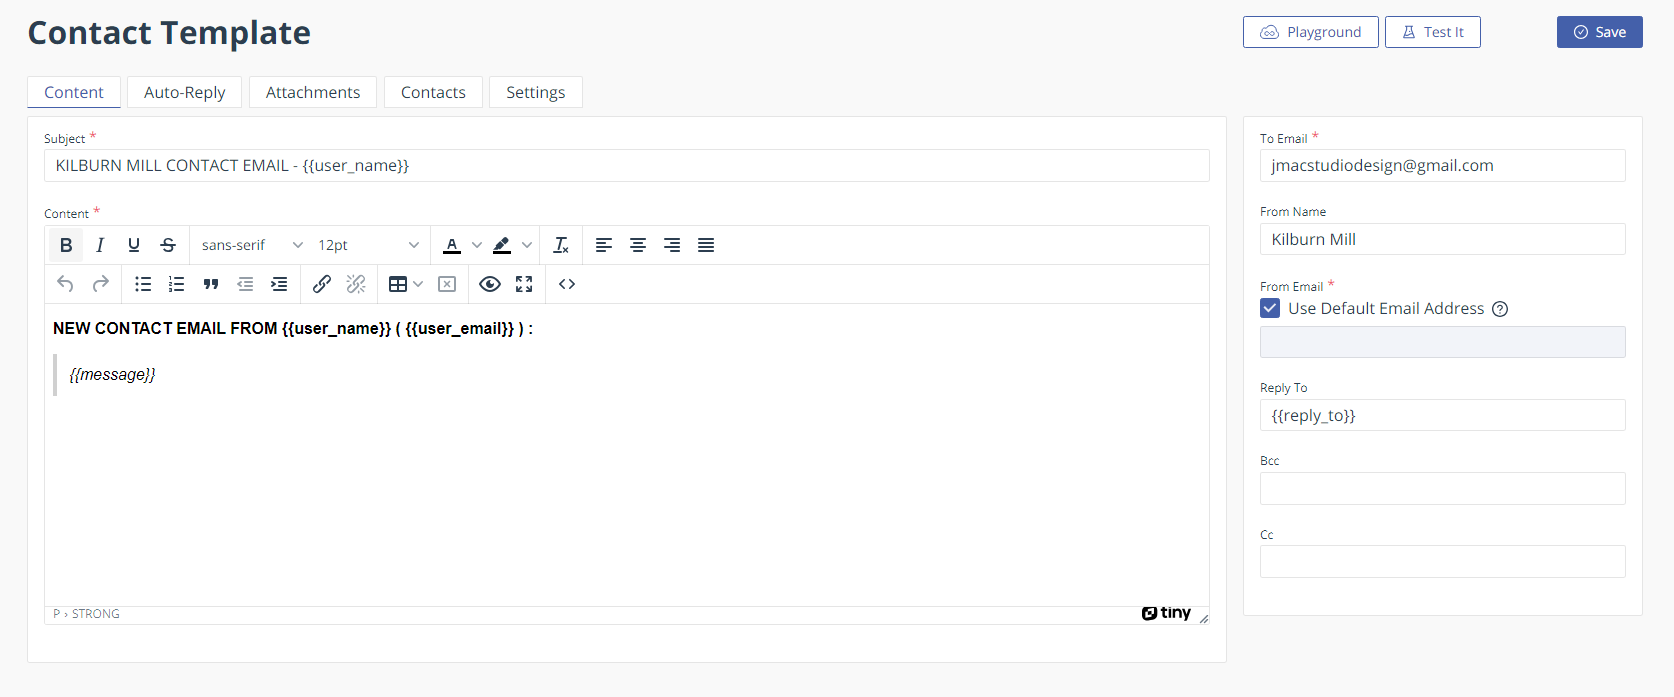 Contact Template
Playground
Test It
Save
Content
Auto-Reply
Attachments
Contacts
Settings
Subject *
KILBURN MILL CONTACT EMAIL - {{user_name}}
Content *
B I U S sans-serif 12pt A
NEW CONTACT EMAIL FROM {{user_name}} ( {{user_email}} ) :
{{message}}
P › STRONG
tiny
To Email *
jmacstudiodesign@gmail.com
From Name
Kilburn Mill
From Email *
Use Default Email Address ?
Reply To
{{reply_to}}
Bcc
Cc